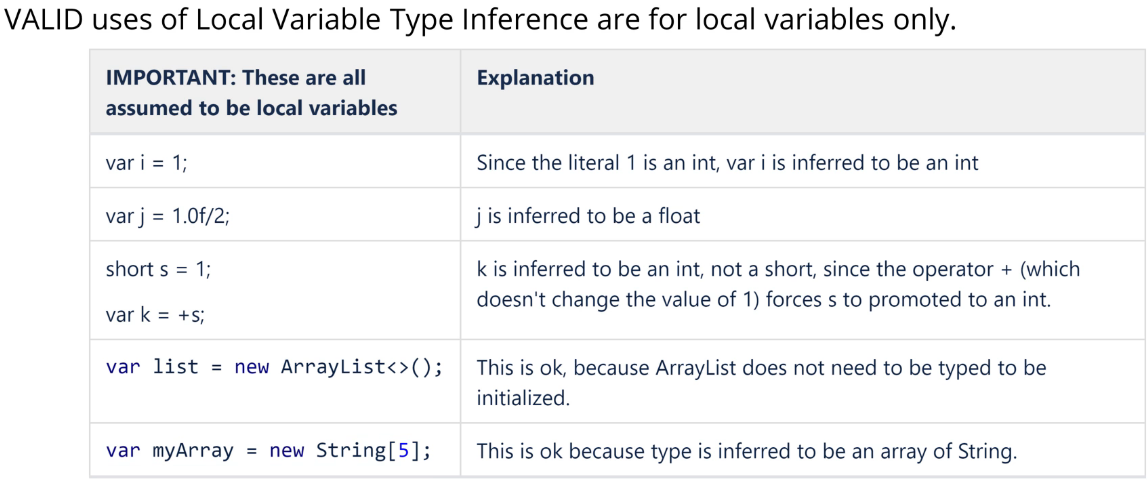 VALID uses of Local Variable Type Inference are for local variables only.
IMPORTANT: These are all
assumed to be local variables
Explanation
var i = 1;
Since the literal 1 is an int, var i is inferred to be an int
var j = 1.0f/2;
j is inferred to be a float
short s = 1;
var k = +s;
k is inferred to be an int, not a short, since the operator + (which
doesn't change the value of 1) forces s to promoted to an int.
var list = new ArrayList<>();
This is ok, because ArrayList does not need to be typed to be
initialized.
var myArray = new String[5];
This is ok because type is inferred to be an array of String.